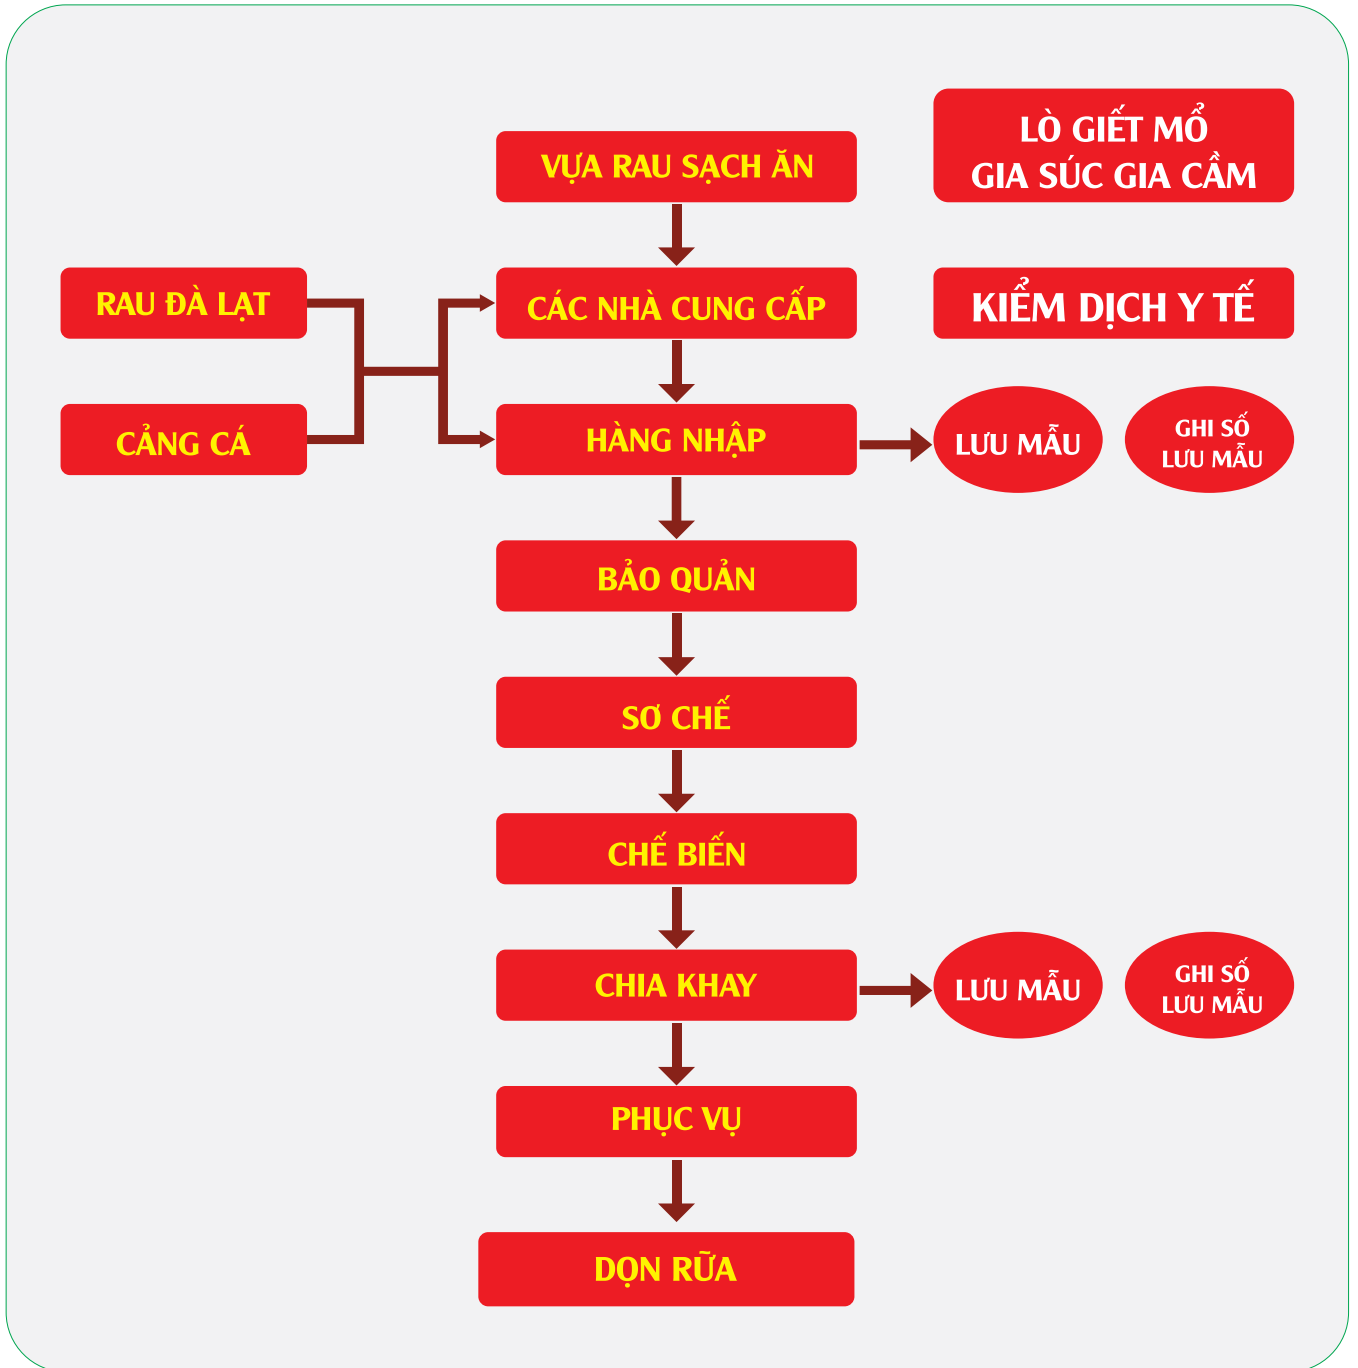 LÒ GIẾT MỔ
GIA SÚC GIA CẦM
VỰA RAU SẠCH ĂN
RAU ĐÀ LẠT
CÁC NHÀ CUNG CẤP
KIỂM DỊCH Y TẾ
CẢNG CÁ
HÀNG NHẬP
LƯU MẪU
GHI SỐ
LƯU MẪU
BẢO QUẢN
SƠ CHẾ
CHẾ BIẾN
CHIA KHAY
LƯU MẪU
GHI SỐ
LƯU MẪU
PHỤC VỤ
DỌN RỮA